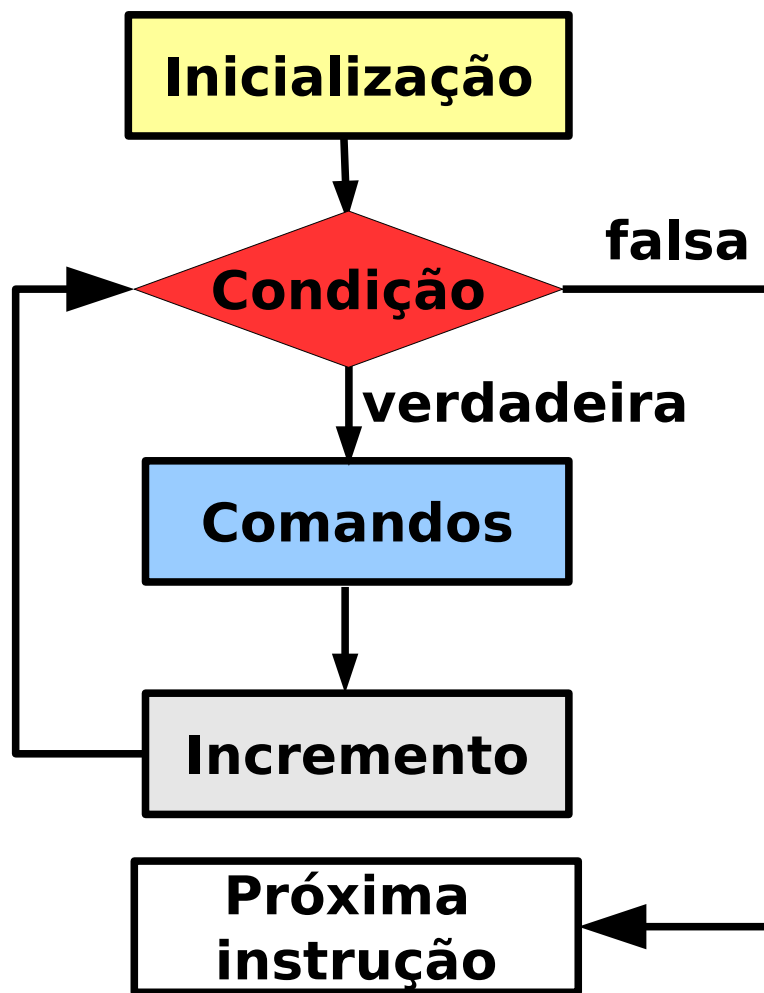 Inicialização
falsa
Condição
verdadeira
Comandos
Incremento
Próxima
instrução